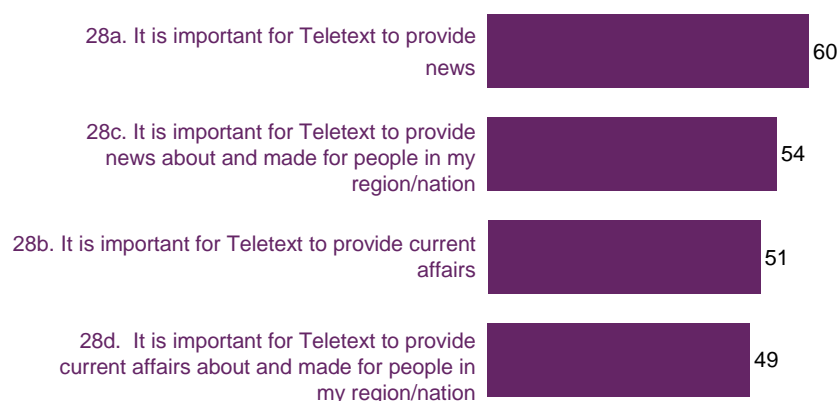 28a. It is important for Teletext to provide
news
60
28c. It is important for Teletext to provide
news about and made for people in my
region/nation
54
28b. It is important for Teletext to provide current
affairs
51
28d.  It is important for Teletext to provide
current affairs about and made for people in
my region/nation
49